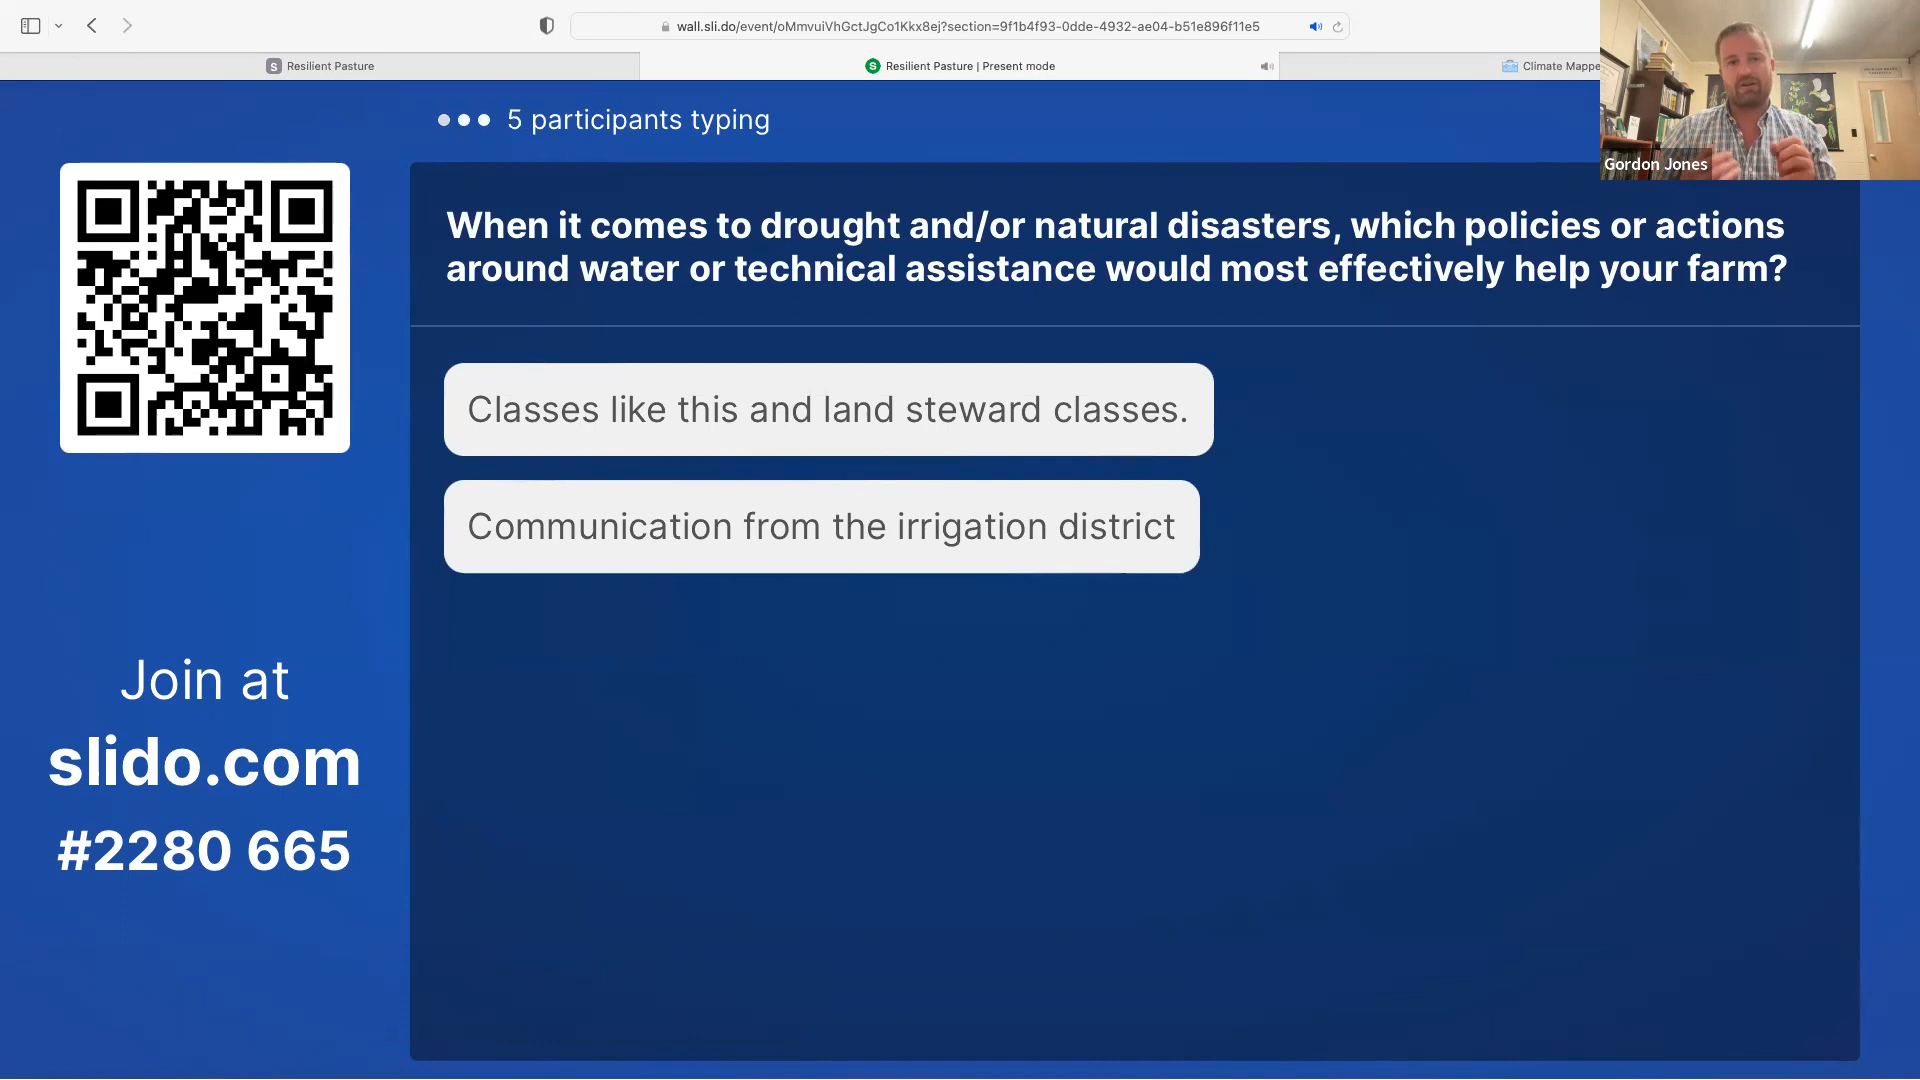 wall.sli.do/event/oMmvuiVhGctJgCo1Kkx8ej?section=9f1b4f93-0dde-4932-ae04-b51e896f11e5
S Resilient Pasture
S Resilient Pasture | Present mode
Climate Mappe
5 participants typing
Gordon Jones
When it comes to drought and/or natural disasters, which policies or actions
around water or technical assistance would most effectively help your farm?
Classes like this and land steward classes.
Communication from the irrigation district
Join at
slido.com
#2280 665